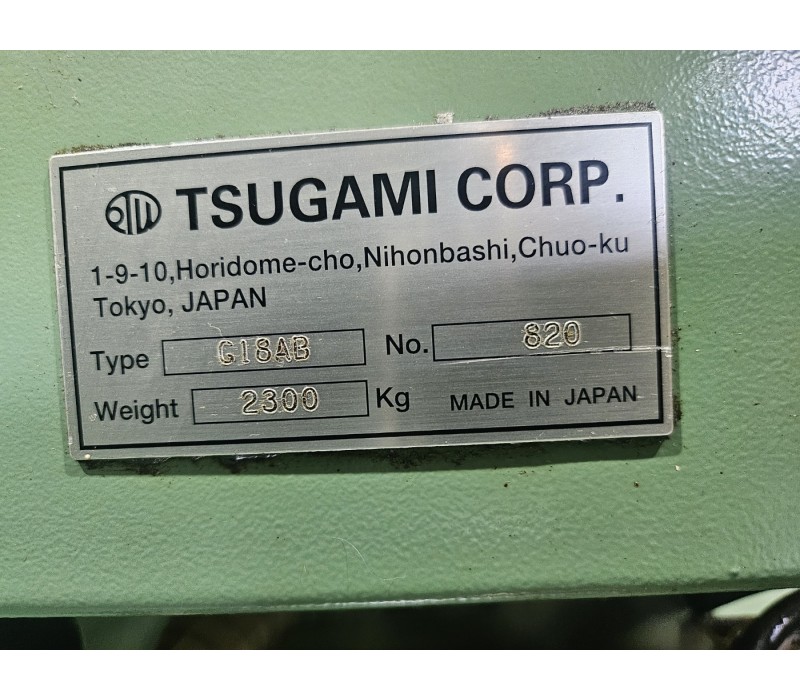 TSUGAMI CORP.
1-9-10,Horidome-cho,Nihonbashi,Chuo-ku
Tokyo, JAPAN
Type G18AB No. 820
Weight 2300 Kg MADE IN JAPAN